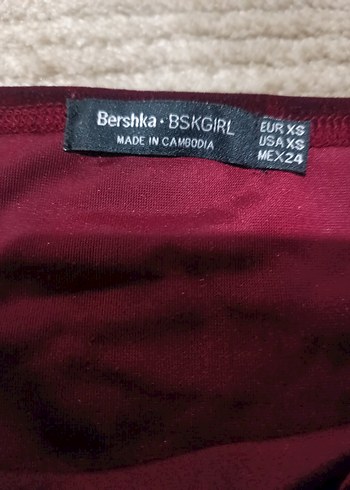 Bershka · BSKGIRL
MADE IN CAMBODIA
EUR XS
USA XS
MEX 24